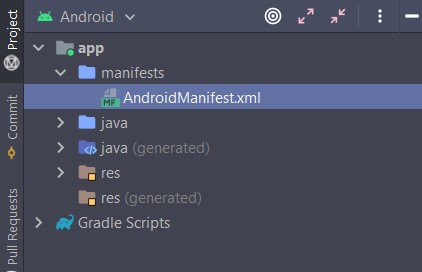 Project
Commit
Pull Requests
Android
app
manifests
MF AndroidManifest.xml
java
java (generated)
res
res (generated)
Gradle Scripts